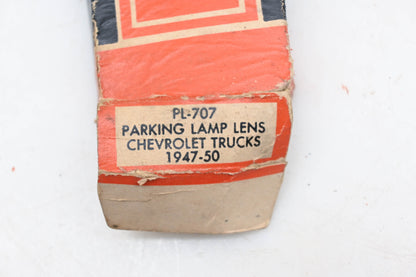 PL-707
PARKING LAMP LENS
CHEVROLET TRUCKS
1947-50